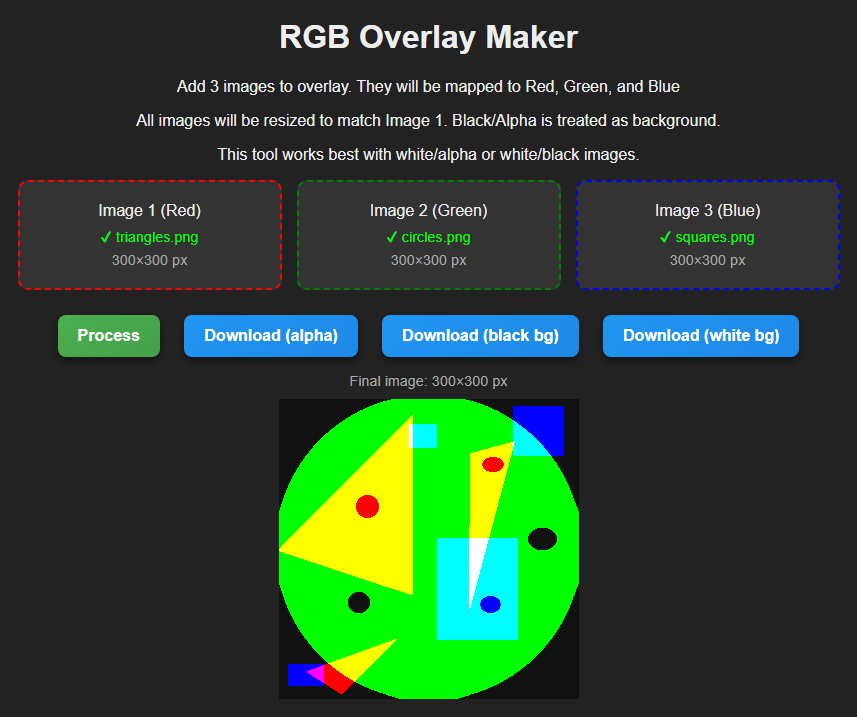 RGB Overlay Maker
Add 3 images to overlay. They will be mapped to Red, Green, and Blue
All images will be resized to match Image 1. Black/Alpha is treated as background.
This tool works best with white/alpha or white/black images.
Image 1 (Red)
✓ triangles.png
300×300 px
Image 2 (Green)
✓ circles.png
300×300 px
Image 3 (Blue)
✓ squares.png
300×300 px
Process
Download (alpha)
Download (black bg)
Download (white bg)
Final image: 300×300 px